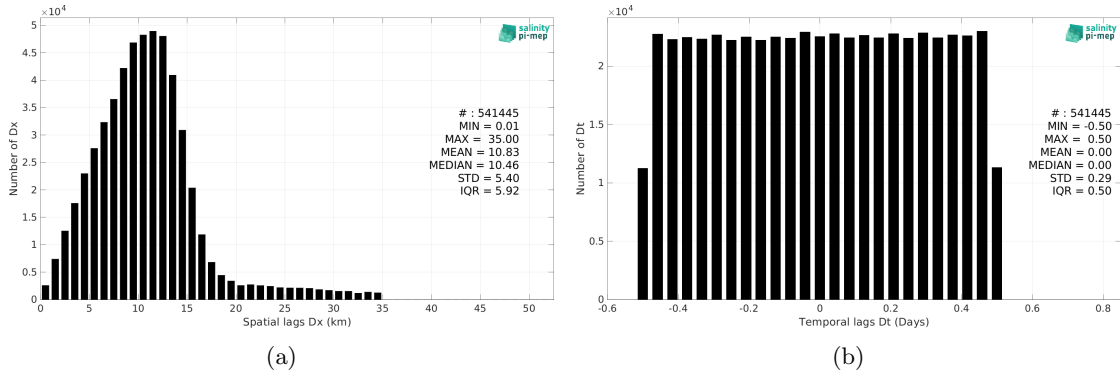 ×10⁴
5
4.5
4
3.5
3
2.5
2
1.5
1
0.5
0
Number of Dx
0 5 10 15 20 25 30 35 40 45 50
Spatial lags Dx (km)
salinity
pi-mep
# : 541445
MIN = 0.01
MAX = 35.00
MEAN = 10.83
MEDIAN = 10.46
STD = 5.40
IQR = 5.92
(a)
×10⁴
2
1.5
1
0.5
0
Number of Dt
-0.6 -0.4 -0.2 0 0.2 0.4 0.6 0.8
Temporal lags Dt (Days)
salinity
pi-mep
# : 541445
MIN = -0.50
MAX = 0.50
MEAN = 0.00
MEDIAN = 0.00
STD = 0.29
IQR = 0.50
(b)